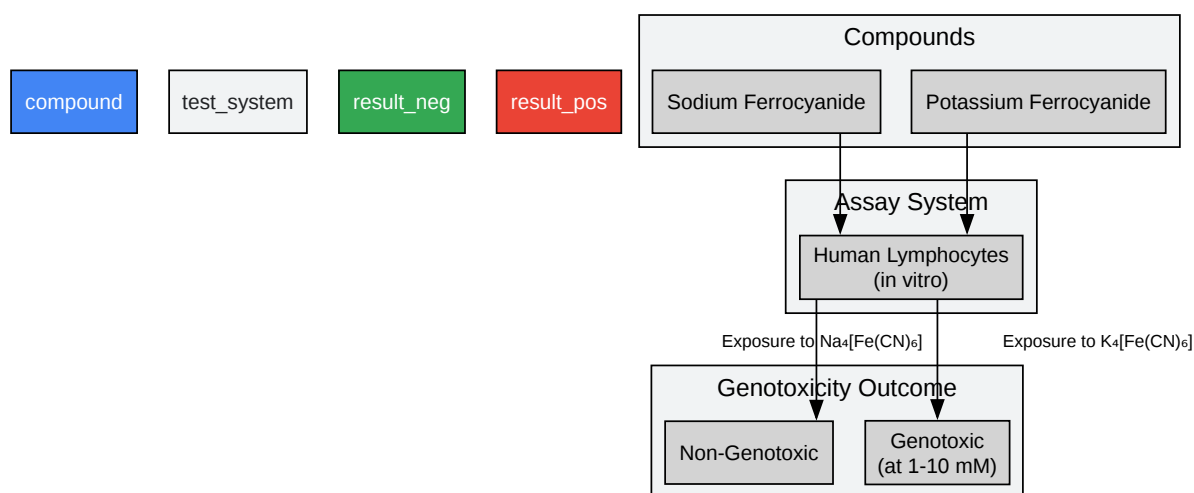 Compounds
compound
test_system
result_neg
result_pos
Sodium Ferrocyanide
Potassium Ferrocyanide
Assay System
Human Lymphocytes
(in vitro)
Exposure to Na₄[Fe(CN)₆]
Exposure to K₄[Fe(CN)₆]
Genotoxicity Outcome
Non-Genotoxic
Genotoxic
(at 1-10 mM)